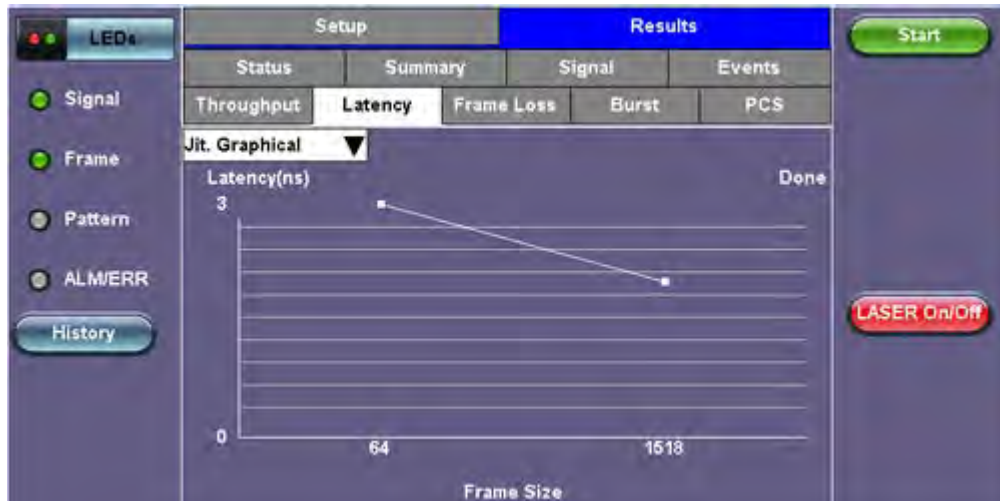 LEDs
Signal
Frame
Pattern
ALM/ERR
History
Setup
Results
Status
Summary
Signal
Events
Throughput
Latency
Frame Loss
Burst
PCS
Jit. Graphical
Latency(ns)
Done
3
0
64
1518
Frame Size
Start
LASER On/Off